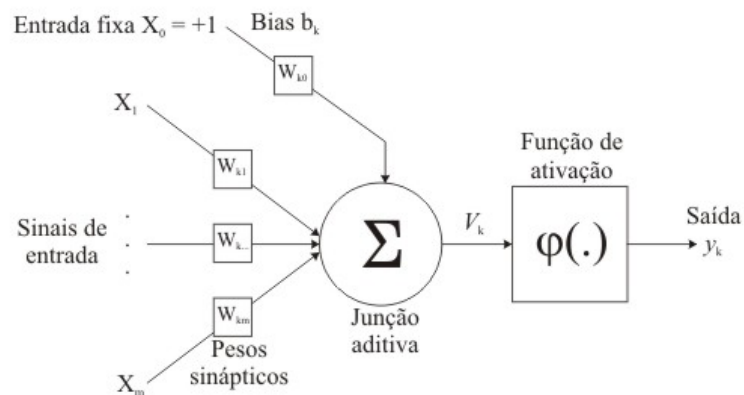 Entrada fixa X₀ = +1
Bias bₖ
Wₖ₀
X₁
Wₖ₁
Função de
ativação
Sinais de
entrada
Wₖ...
Σ
Vₖ
φ(.)
Saída
yₖ
Junção
aditiva
Wₖₘ
Pesos
sinápticos
Xₘ